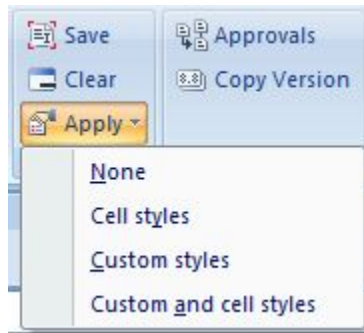 Save
Clear
Apply
Approvals
Copy Version
None
Cell styles
Custom styles
Custom and cell styles